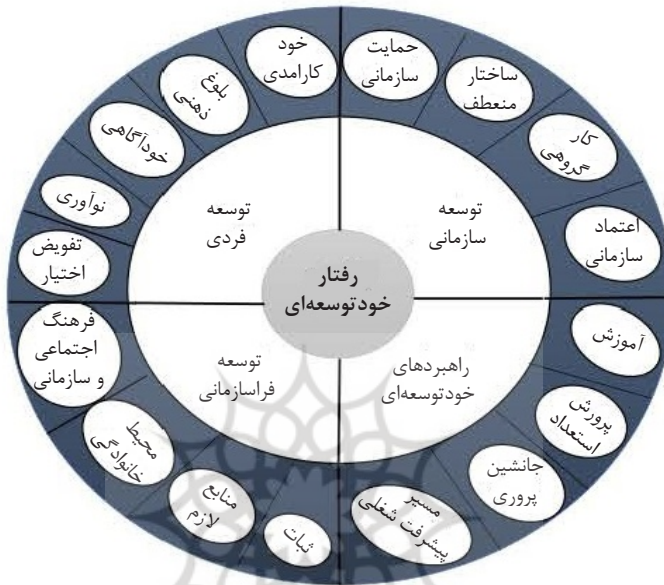 خود
کارامدی
حمایت
سازمانی
ساختار
منعطف
کار
گروهی
اعتماد
سازمانی
آموزش
پرورش
استعداد
جانشین
پروری
مسیر
پیشرفت شغلی
ثبات
منابع
لازم
محیط
خانوادگی
فرهنگ
اجتماعی
و سازمانی
تفویض
اختیار
نوآوری
خودآگاهی
بلوغ
ذهنی
توسعه
سازمانی
توسعه
فردی
رفتار
خودتوسعه‌ای
راهبردهای
خودتوسعه‌ای
توسعه
فراسازمانی